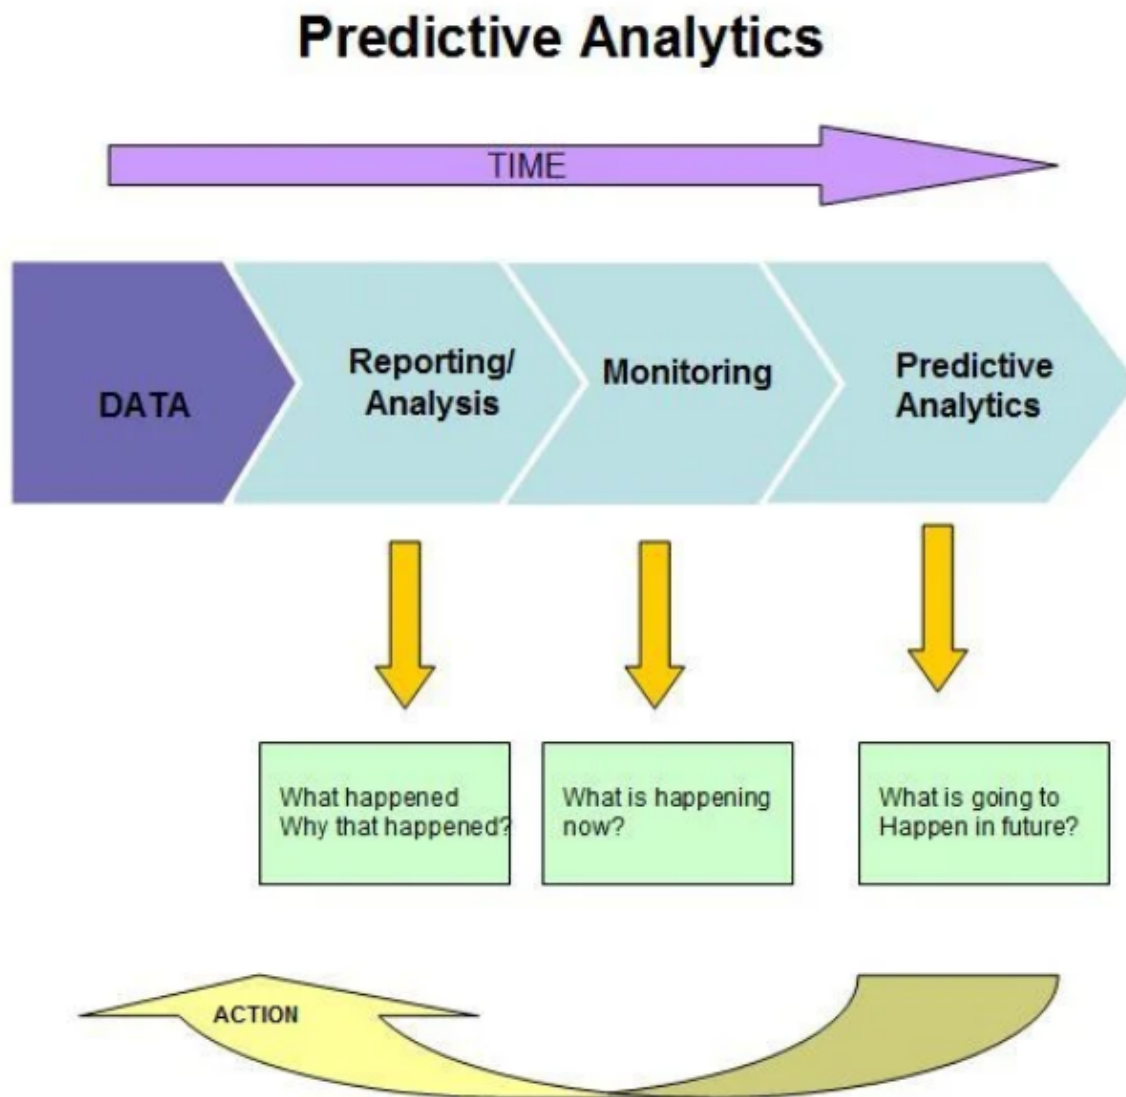 Predictive Analytics
TIME
DATA
Reporting/
Analysis
Monitoring
Predictive
Analytics
What happened
Why that happened?
What is happening
now?
What is going to
Happen in future?
ACTION